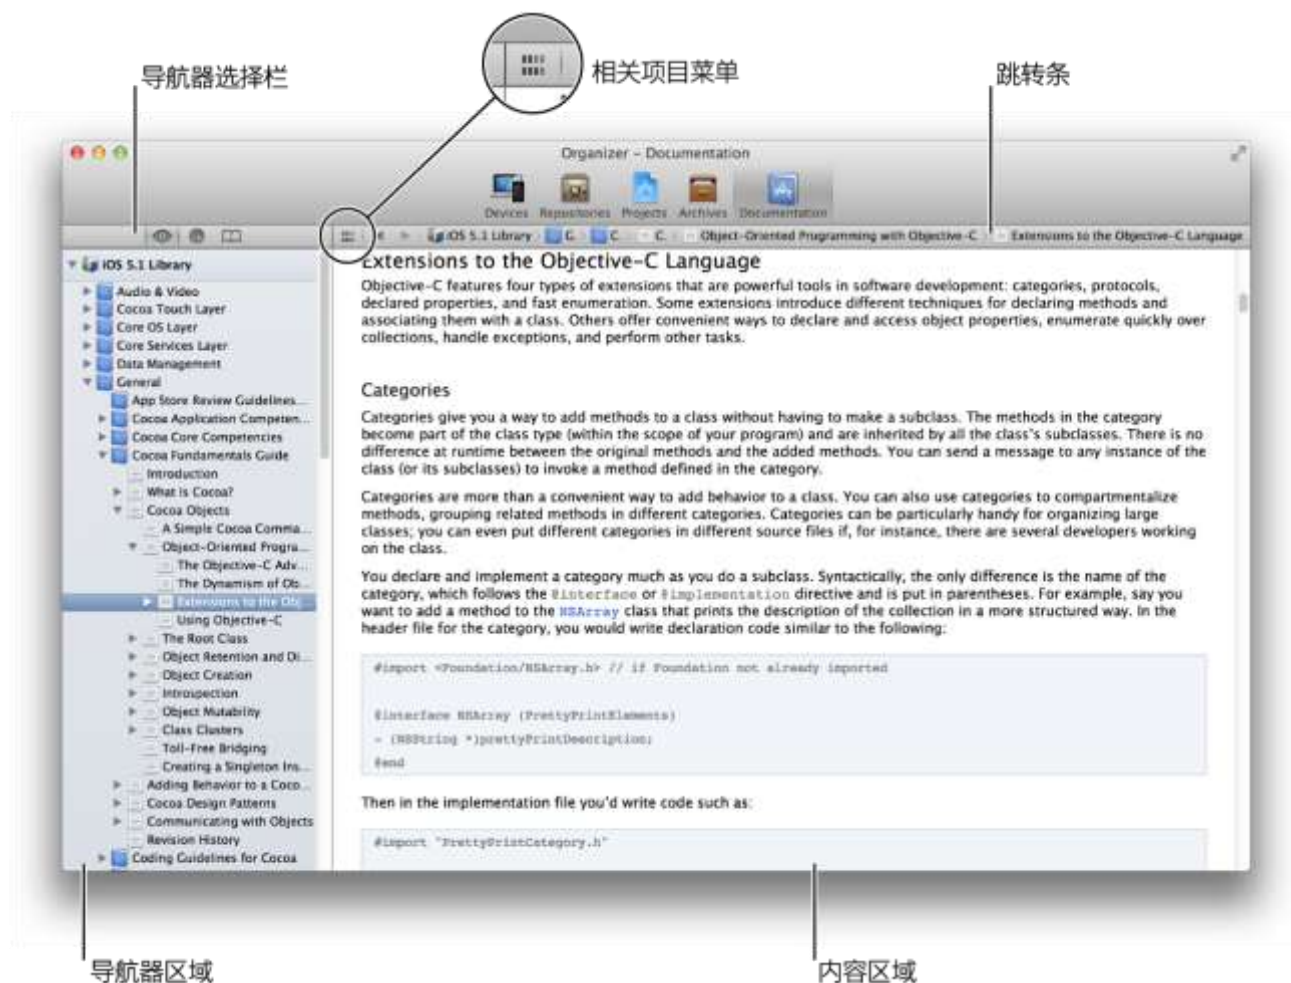 导航器选择栏
相关项目菜单
跳转条
Organizer – Documentation
Devices Repositories Projects Archives Documentation
iOS 5.1 Library G. C. C. Object-Oriented Programming with Objective-C Extensions to the Objective-C Language
iOS 5.1 Library
Audio & Video
Cocoa Touch Layer
Core OS Layer
Core Services Layer
Data Management
General
App Store Review Guidelines...
Cocoa Application Competen...
Cocoa Core Competencies
Cocoa Fundamentals Guide
Introduction
What is Cocoa?
Cocoa Objects
A Simple Cocoa Comma...
Object-Oriented Progra...
The Objective-C Adv...
The Dynamism of Ob...
Extensions to the Obj...
Using Objective-C
The Root Class
Object Retention and Di...
Object Creation
Introspection
Object Mutability
Class Clusters
Toll-Free Bridging
Creating a Singleton Ins...
Adding Behavior to a Coco...
Cocoa Design Patterns
Communicating with Objects
Revision History
Coding Guidelines for Cocoa
Extensions to the Objective-C Language
Objective-C features four types of extensions that are powerful tools in software development: categories, protocols,
declared properties, and fast enumeration. Some extensions introduce different techniques for declaring methods and
associating them with a class. Others offer convenient ways to declare and access object properties, enumerate quickly over
collections, handle exceptions, and perform other tasks.
Categories
Categories give you a way to add methods to a class without having to make a subclass. The methods in the category
become part of the class type (within the scope of your program) and are inherited by all the class's subclasses. There is no
difference at runtime between the original methods and the added methods. You can send a message to any instance of the
class (or its subclasses) to invoke a method defined in the category.
Categories are more than a convenient way to add behavior to a class. You can also use categories to compartmentalize
methods, grouping related methods in different categories. Categories can be particularly handy for organizing large
classes; you can even put different categories in different source files if, for instance, there are several developers working
on the class.
You declare and implement a category much as you do a subclass. Syntactically, the only difference is the name of the
category, which follows the @interface or @implementation directive and is put in parentheses. For example, say you
want to add a method to the NSArray class that prints the description of the collection in a more structured way. In the
header file for the category, you would write declaration code similar to the following:
#import <Foundation/NSArray.h> // if Foundation not already imported
@interface NSArray (PrettyPrintElements)
- (NSString *)prettyPrintDescription;
@end
Then in the implementation file you'd write code such as:
#import "PrettyPrintCategory.h"
导航器区域
内容区域